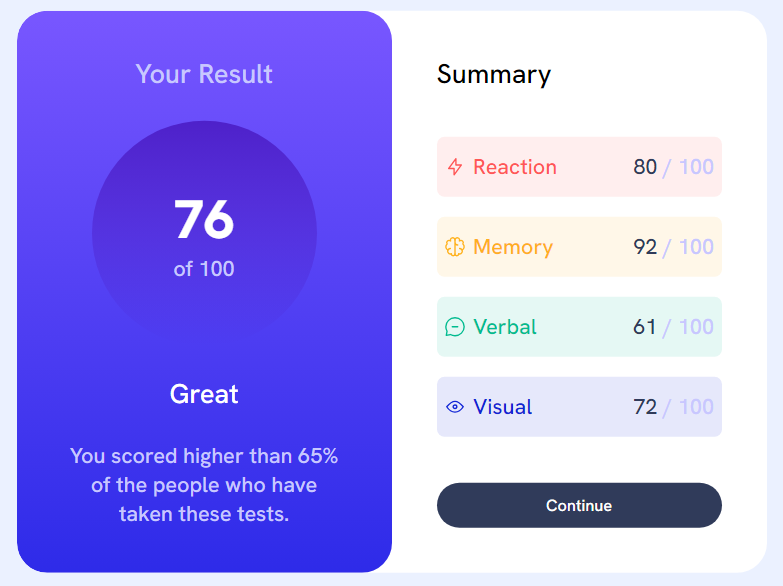 Your Result
76
of 100
Great
You scored higher than 65%
of the people who have
taken these tests.
Summary
Reaction 80 / 100
Memory 92 / 100
Verbal 61 / 100
Visual 72 / 100
Continue